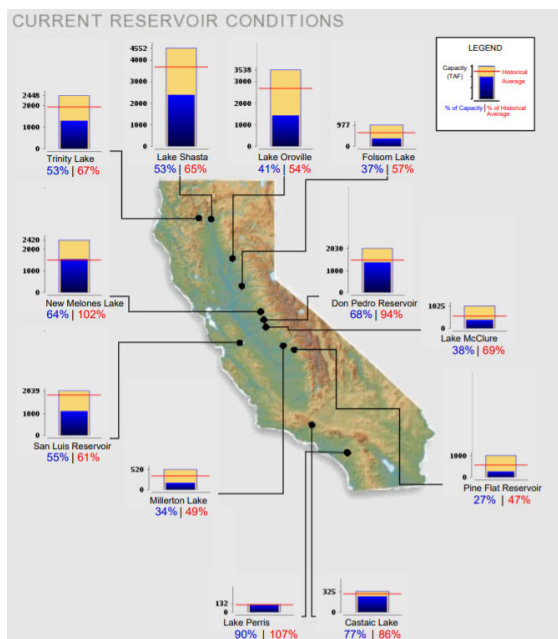 CURRENT RESERVOIR CONDITIONS
LEGEND
Capacity
(TAF)
Historical
Average
% of Capacity | % of Historical
Average
2448
2000
1000
0
Trinity Lake
53% | 67%
4552
4000
3000
2000
1000
0
Lake Shasta
53% | 65%
3538
3000
2000
1000
0
Lake Oroville
41% | 54%
977
0
Folsom Lake
37% | 57%
2420
2000
1000
0
New Melones Lake
64% | 102%
2030
1000
0
Don Pedro Reservoir
68% | 94%
1025
0
Lake McClure
38% | 69%
2039
1000
0
San Luis Reservoir
55% | 61%
520
0
Millerton Lake
34% | 49%
1000
0
Pine Flat Reservoir
27% | 47%
132
0
Lake Perris
90% | 107%
325
0
Castaic Lake
77% | 86%